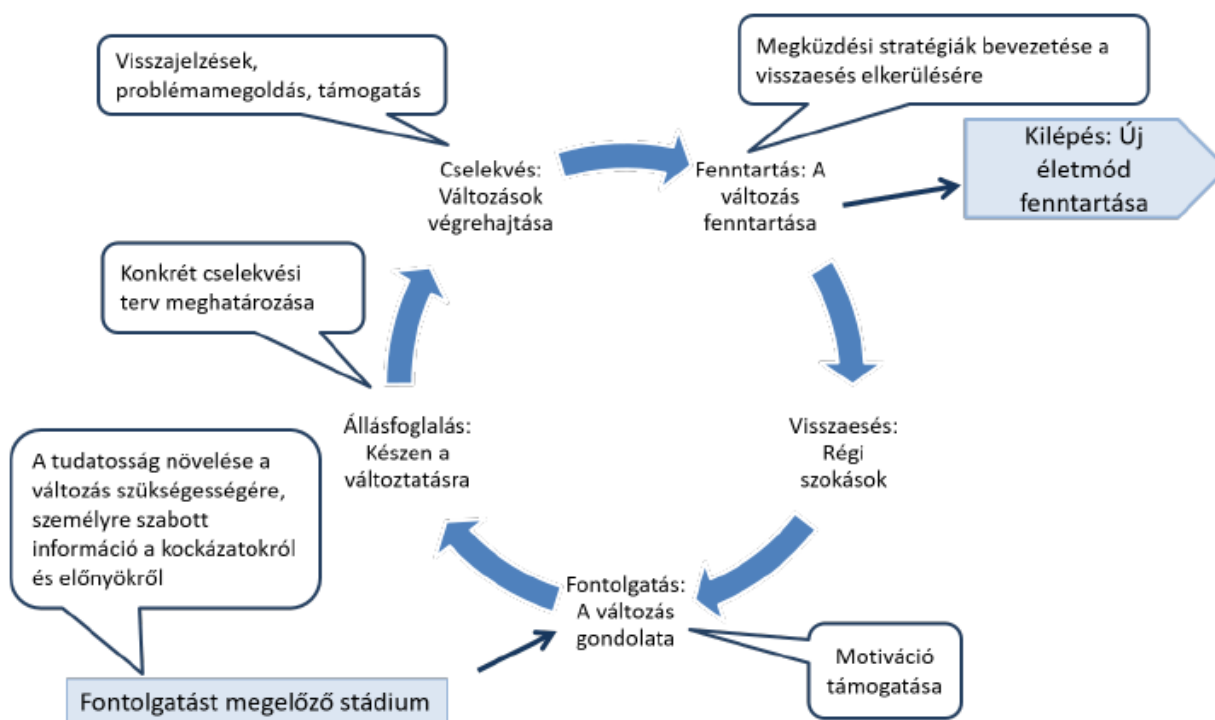 Visszajelzések,
problémamegoldás, támogatás
Megküzdési stratégiák bevezetése a
visszaesés elkerülésére
Kilépés: Új
életmód
fenntartása
Cselekvés:
Változások
végrehajtása
Fenntartás: A
változás
fenntartása
Konkrét cselekvési
terv meghatározása
Állásfoglalás:
Készen a
változtatásra
Visszaesés:
Régi
szokások
A tudatosság növelése a
változás szükségességére,
személyre szabott
információ a kockázatokról
és előnyökről
Fontolgatás:
A változás
gondolata
Motiváció
támogatása
Fontolgatást megelőző stádium